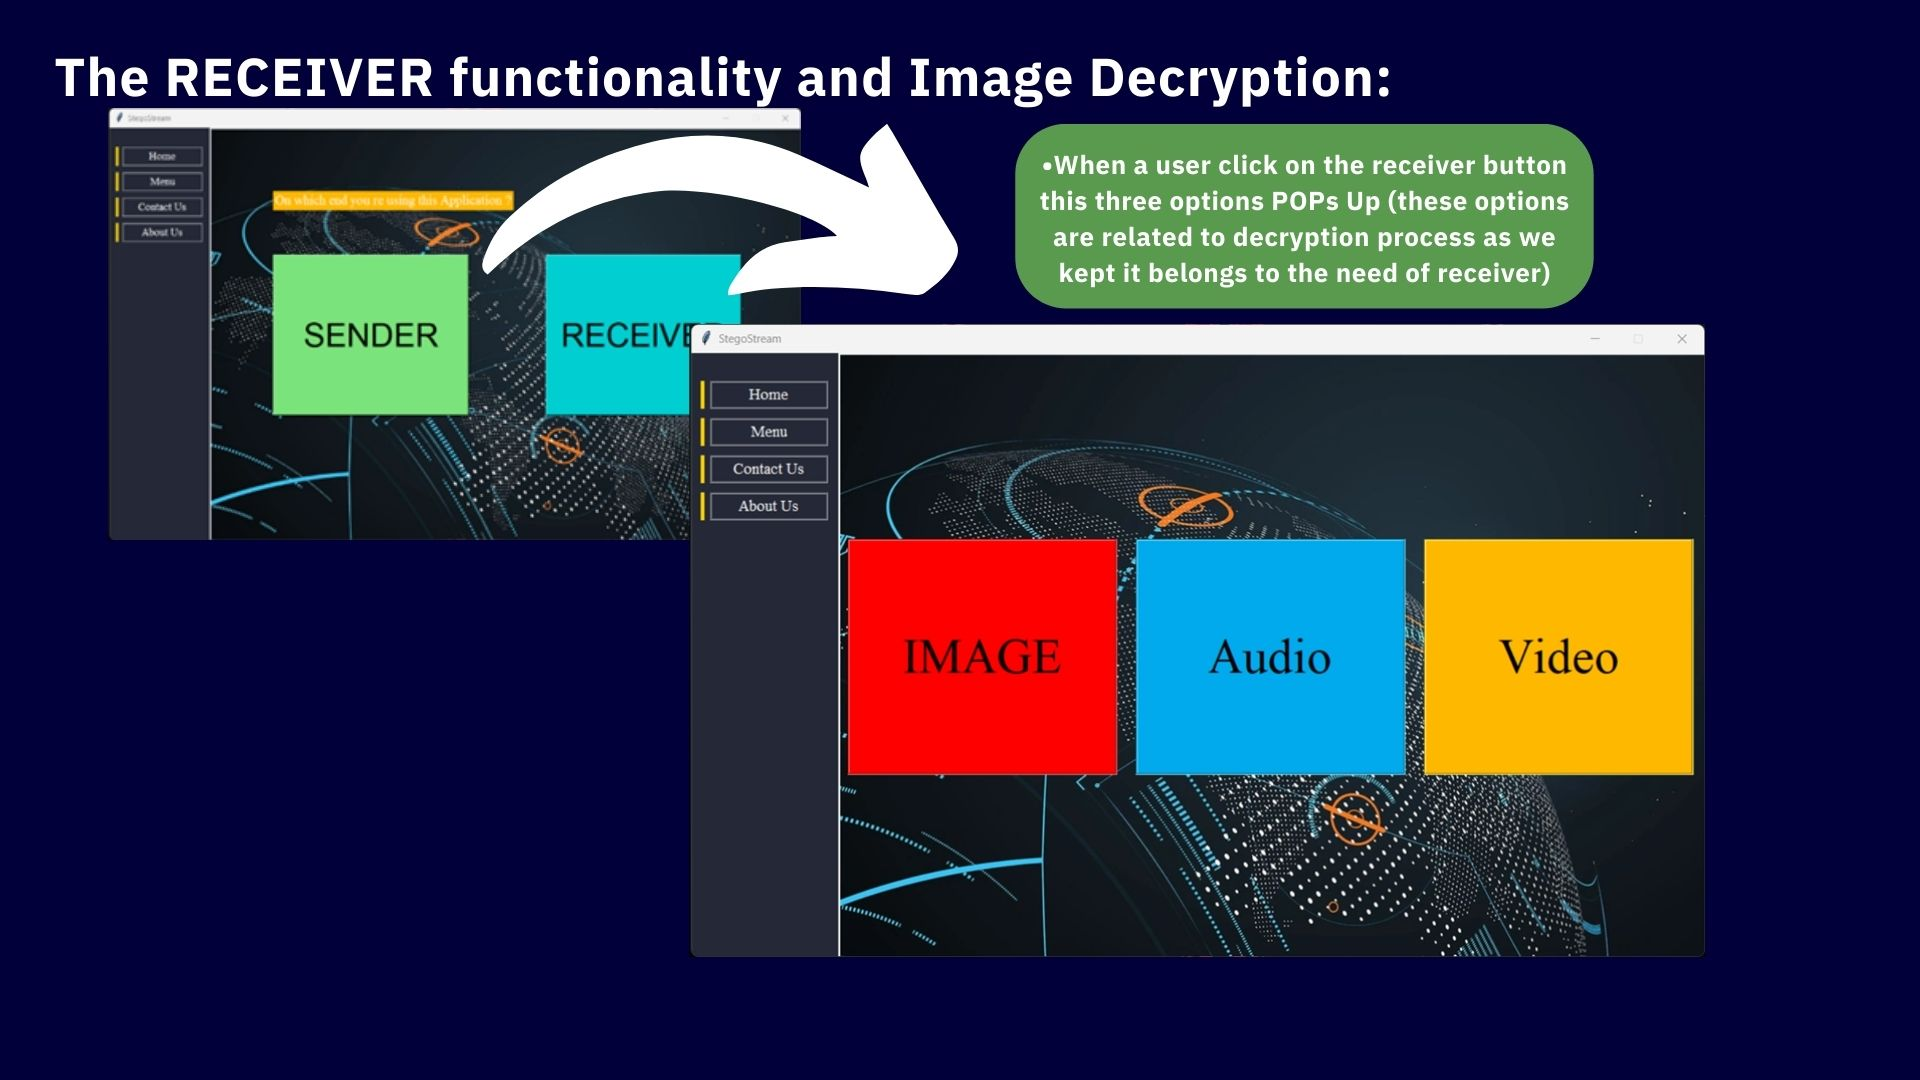 The RECEIVER functionality and Image Decryption:
StegoStream
Home
Menu
Contact Us
About Us
On which end you re using this Application ?
SENDER
RECEIVE
•When a user click on the receiver button
this three options POPs Up (these options
are related to decryption process as we
kept it belongs to the need of receiver)
StegoStream
Home
Menu
Contact Us
About Us
IMAGE
Audio
Video